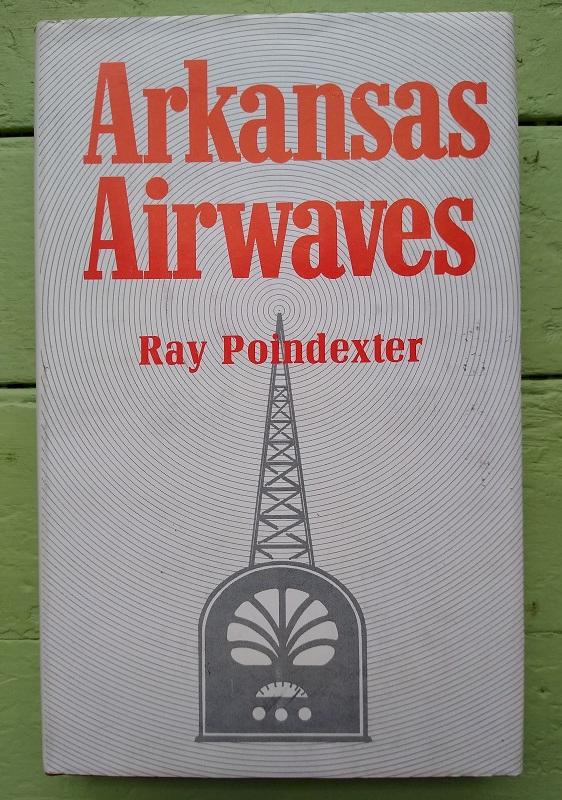 Arkansas
Airwaves
Ray Poindexter